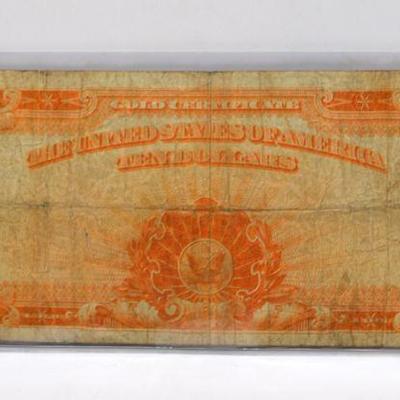 GOLD CERTIFICATE
THE UNITED STATES OF AMERICA
TEN DOLLARS